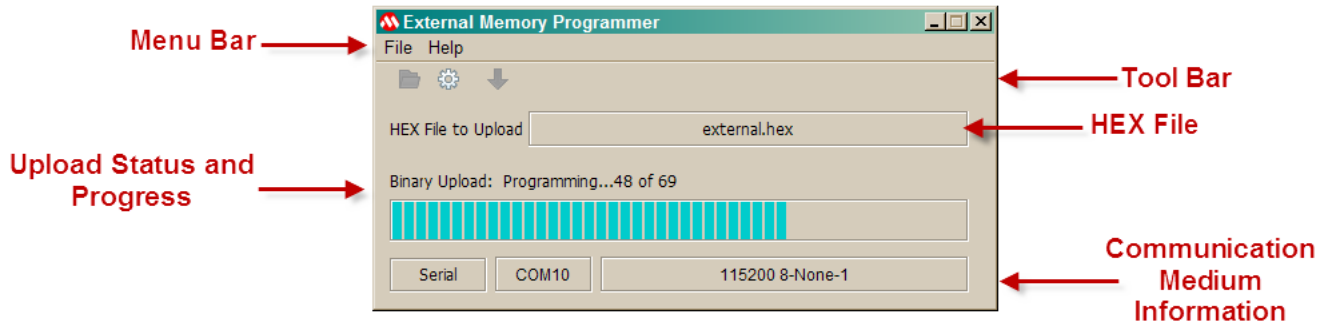 External Memory Programmer
Menu Bar
File Help
Tool Bar
HEX File to Upload
external.hex
HEX File
Upload Status and
Progress
Binary Upload: Programming...48 of 69
Serial
COM10
115200 8-None-1
Communication
Medium
Information